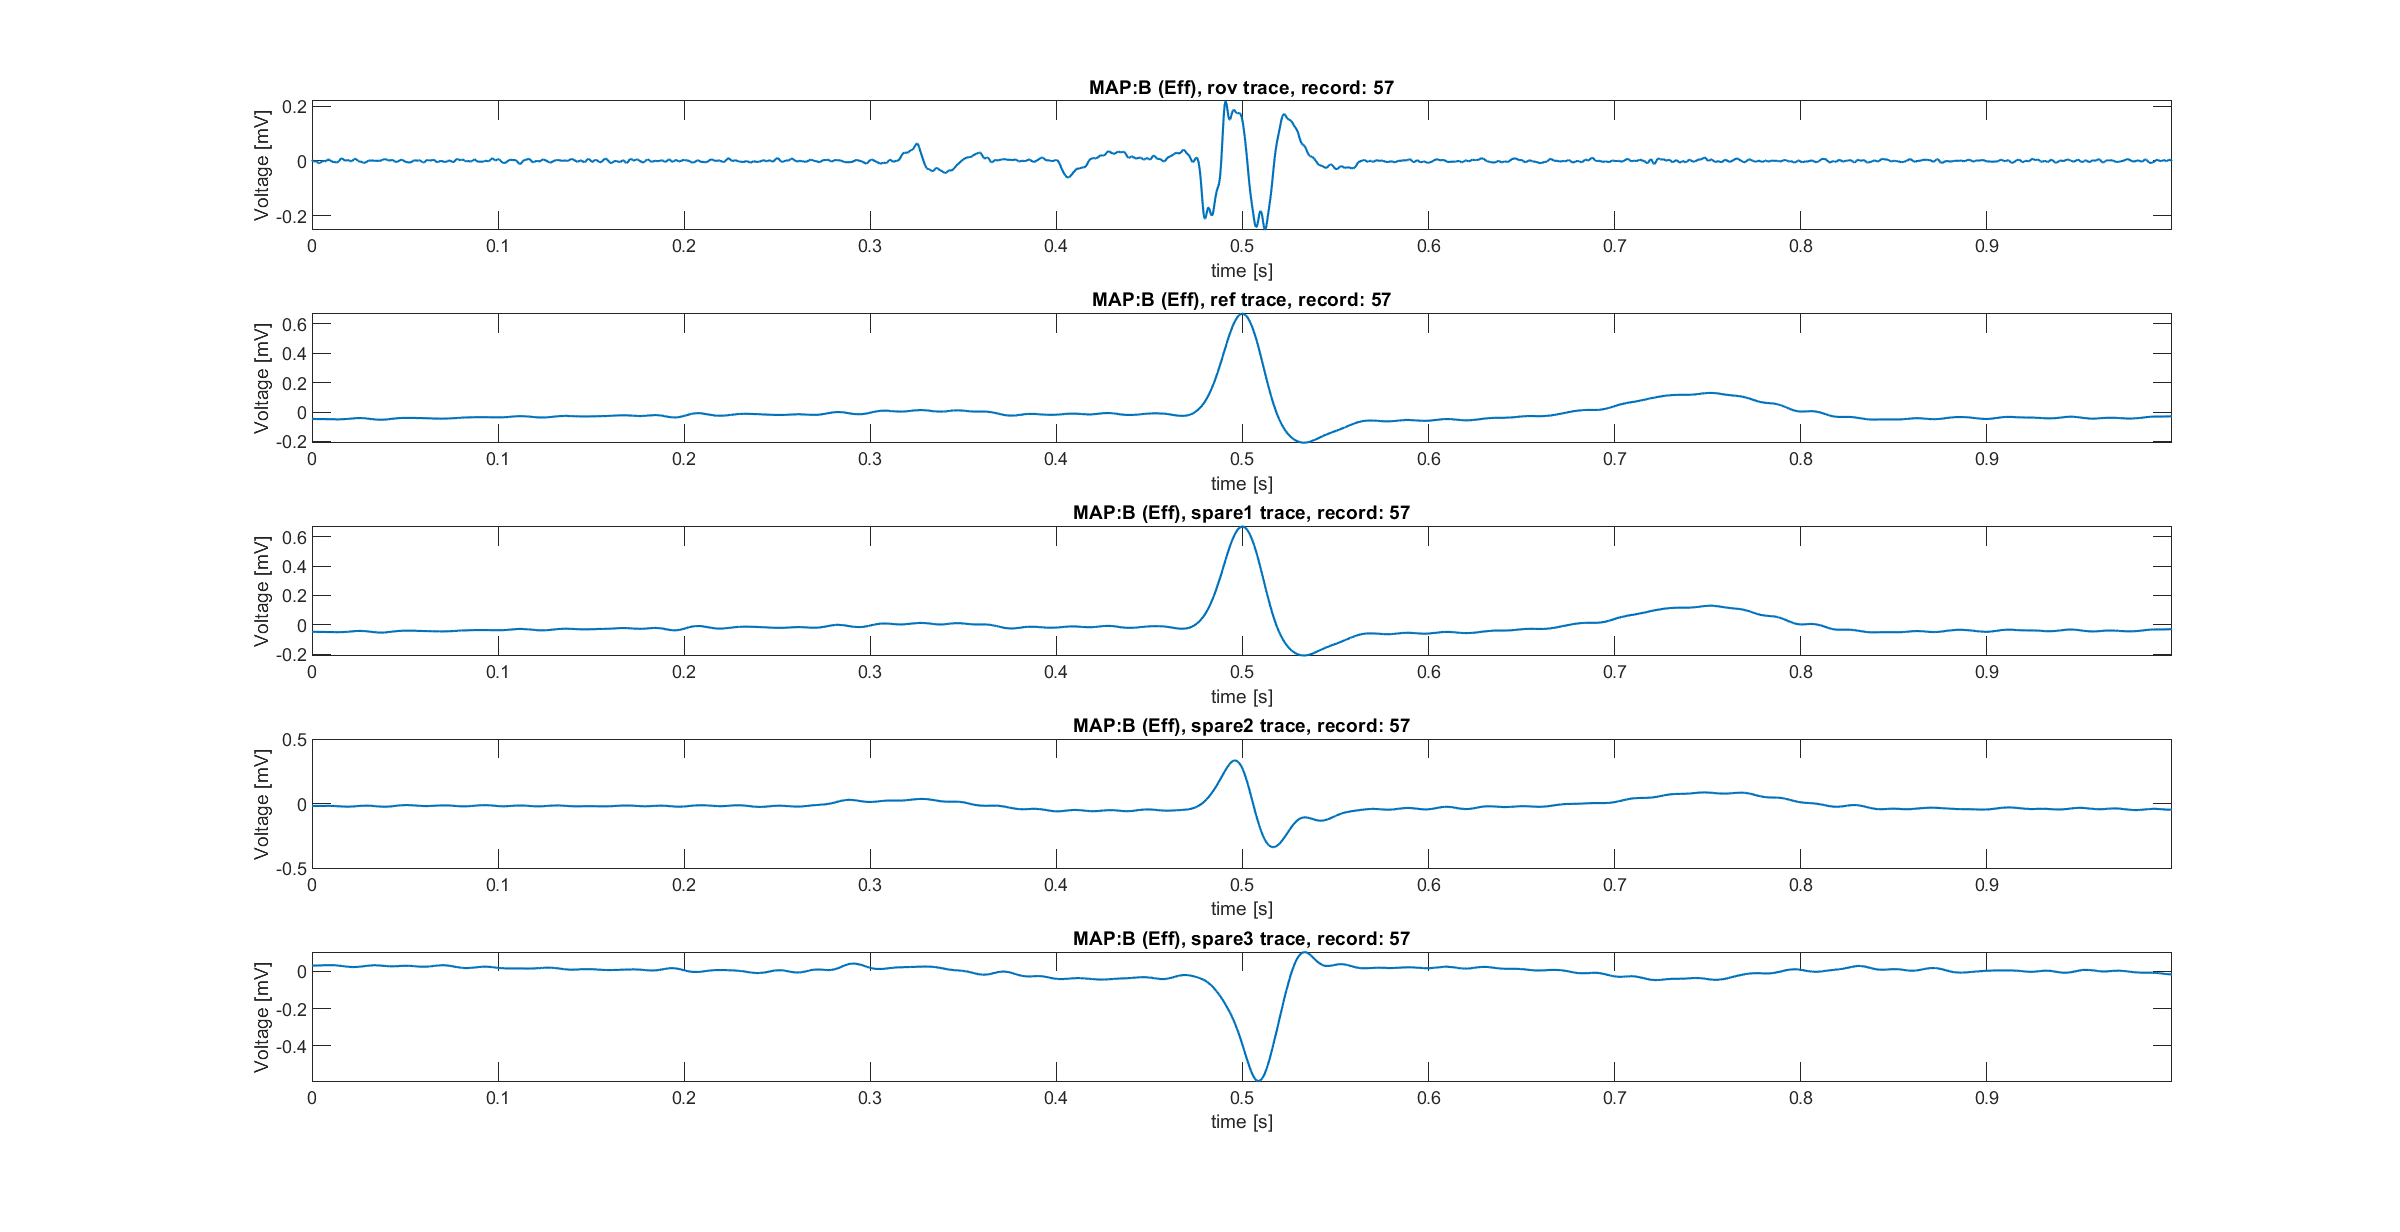 MAP:B (Eff), rov trace, record: 57
Voltage [mV]
0.2
0
-0.2
0 0.1 0.2 0.3 0.4 0.5 0.6 0.7 0.8 0.9
time [s]
MAP:B (Eff), ref trace, record: 57
Voltage [mV]
0.6
0.4
0.2
0
-0.2
0 0.1 0.2 0.3 0.4 0.5 0.6 0.7 0.8 0.9
time [s]
MAP:B (Eff), spare1 trace, record: 57
Voltage [mV]
0.6
0.4
0.2
0
-0.2
0 0.1 0.2 0.3 0.4 0.5 0.6 0.7 0.8 0.9
time [s]
MAP:B (Eff), spare2 trace, record: 57
Voltage [mV]
0.5
0
-0.5
0 0.1 0.2 0.3 0.4 0.5 0.6 0.7 0.8 0.9
time [s]
MAP:B (Eff), spare3 trace, record: 57
Voltage [mV]
0
-0.2
-0.4
0 0.1 0.2 0.3 0.4 0.5 0.6 0.7 0.8 0.9
time [s]